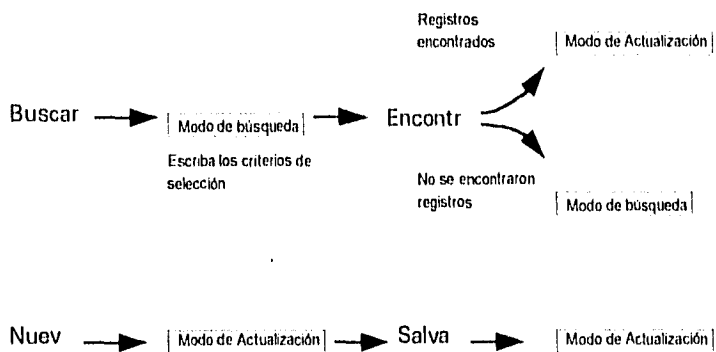 Registros
encontrados
Modo de Actualización
Buscar
Modo de búsqueda
Encontr
Escriba los criterios de
selección
No se encontraron
registros
Modo de búsqueda
Nuev
Modo de Actualización
Salva
Modo de Actualización